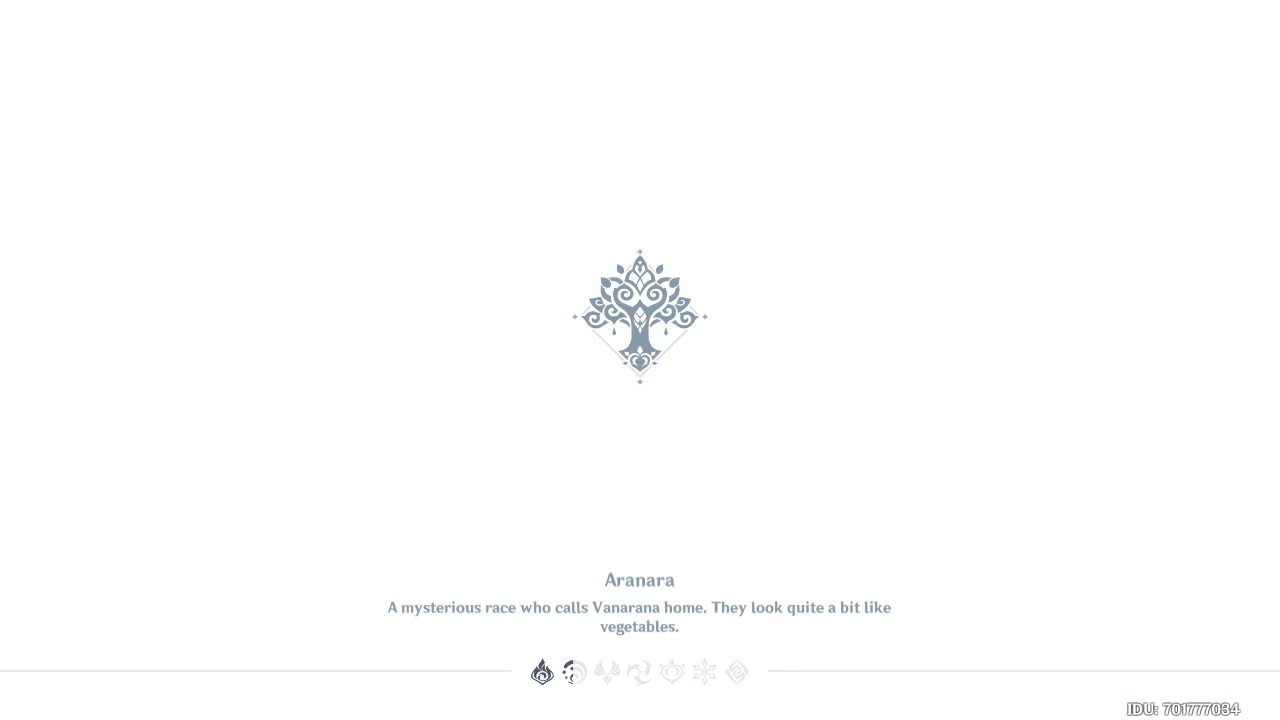 Aranara
A mysterious race who calls Vanarana home. They look quite a bit like
vegetables.
IDU: 701777034